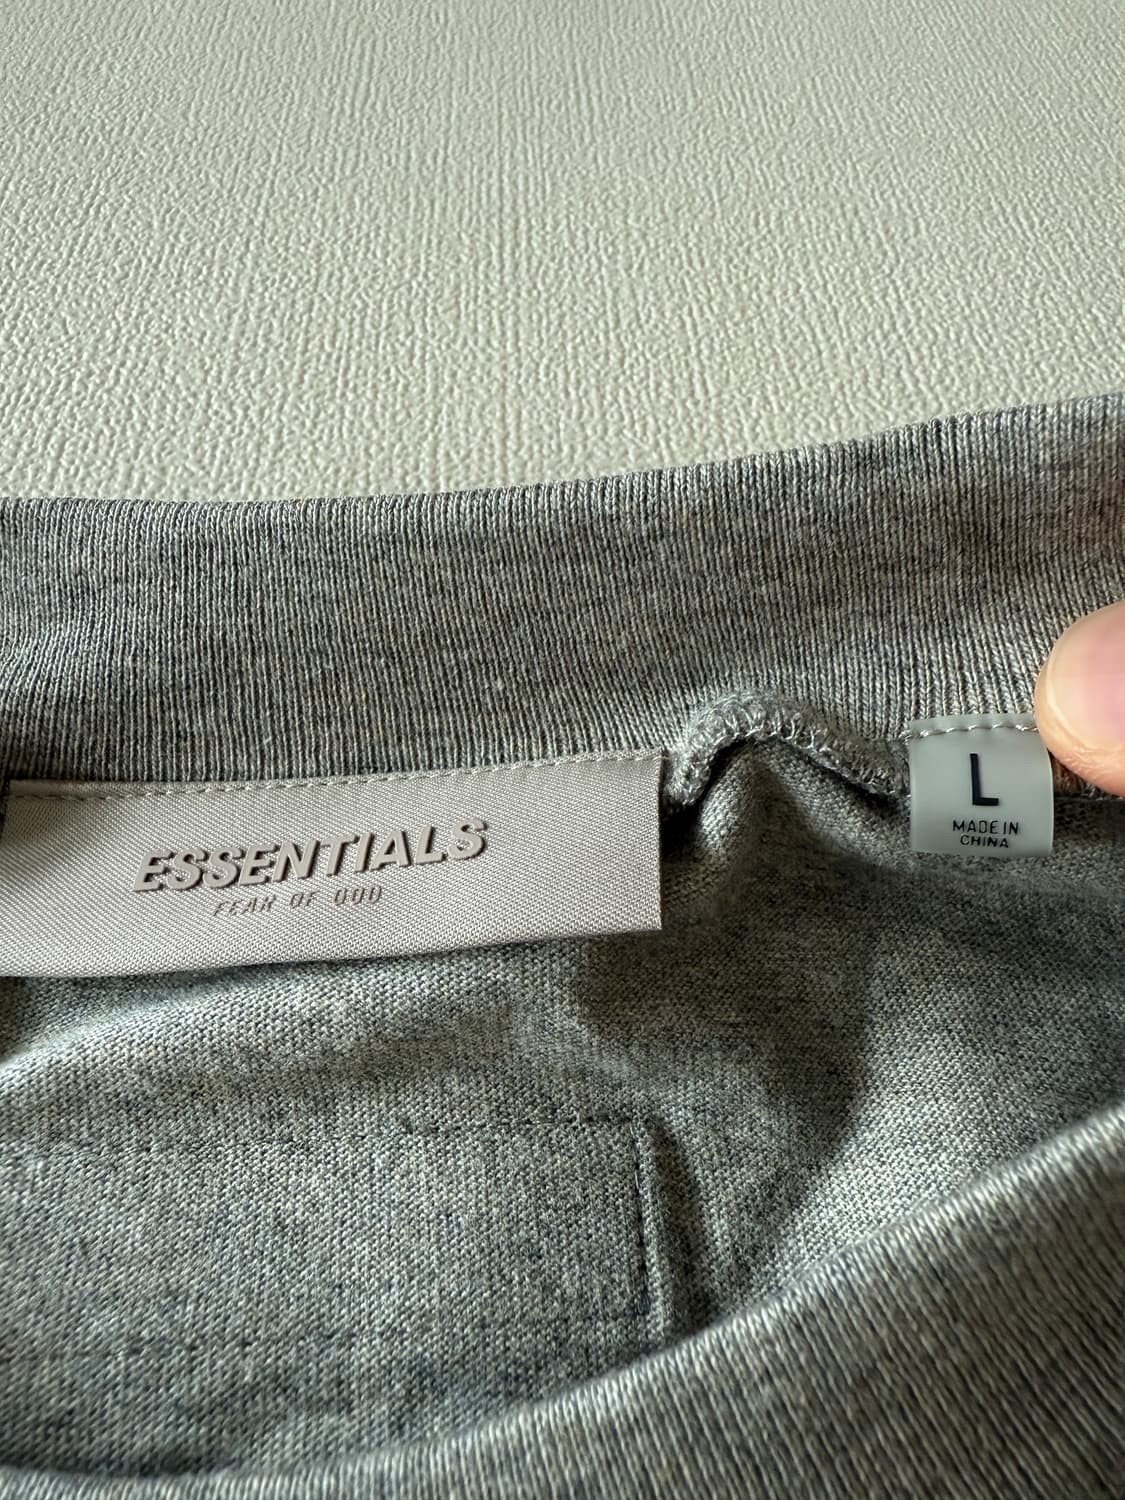 ESSENTIALS
FEAR OF GOD
L
MADE IN
CHINA